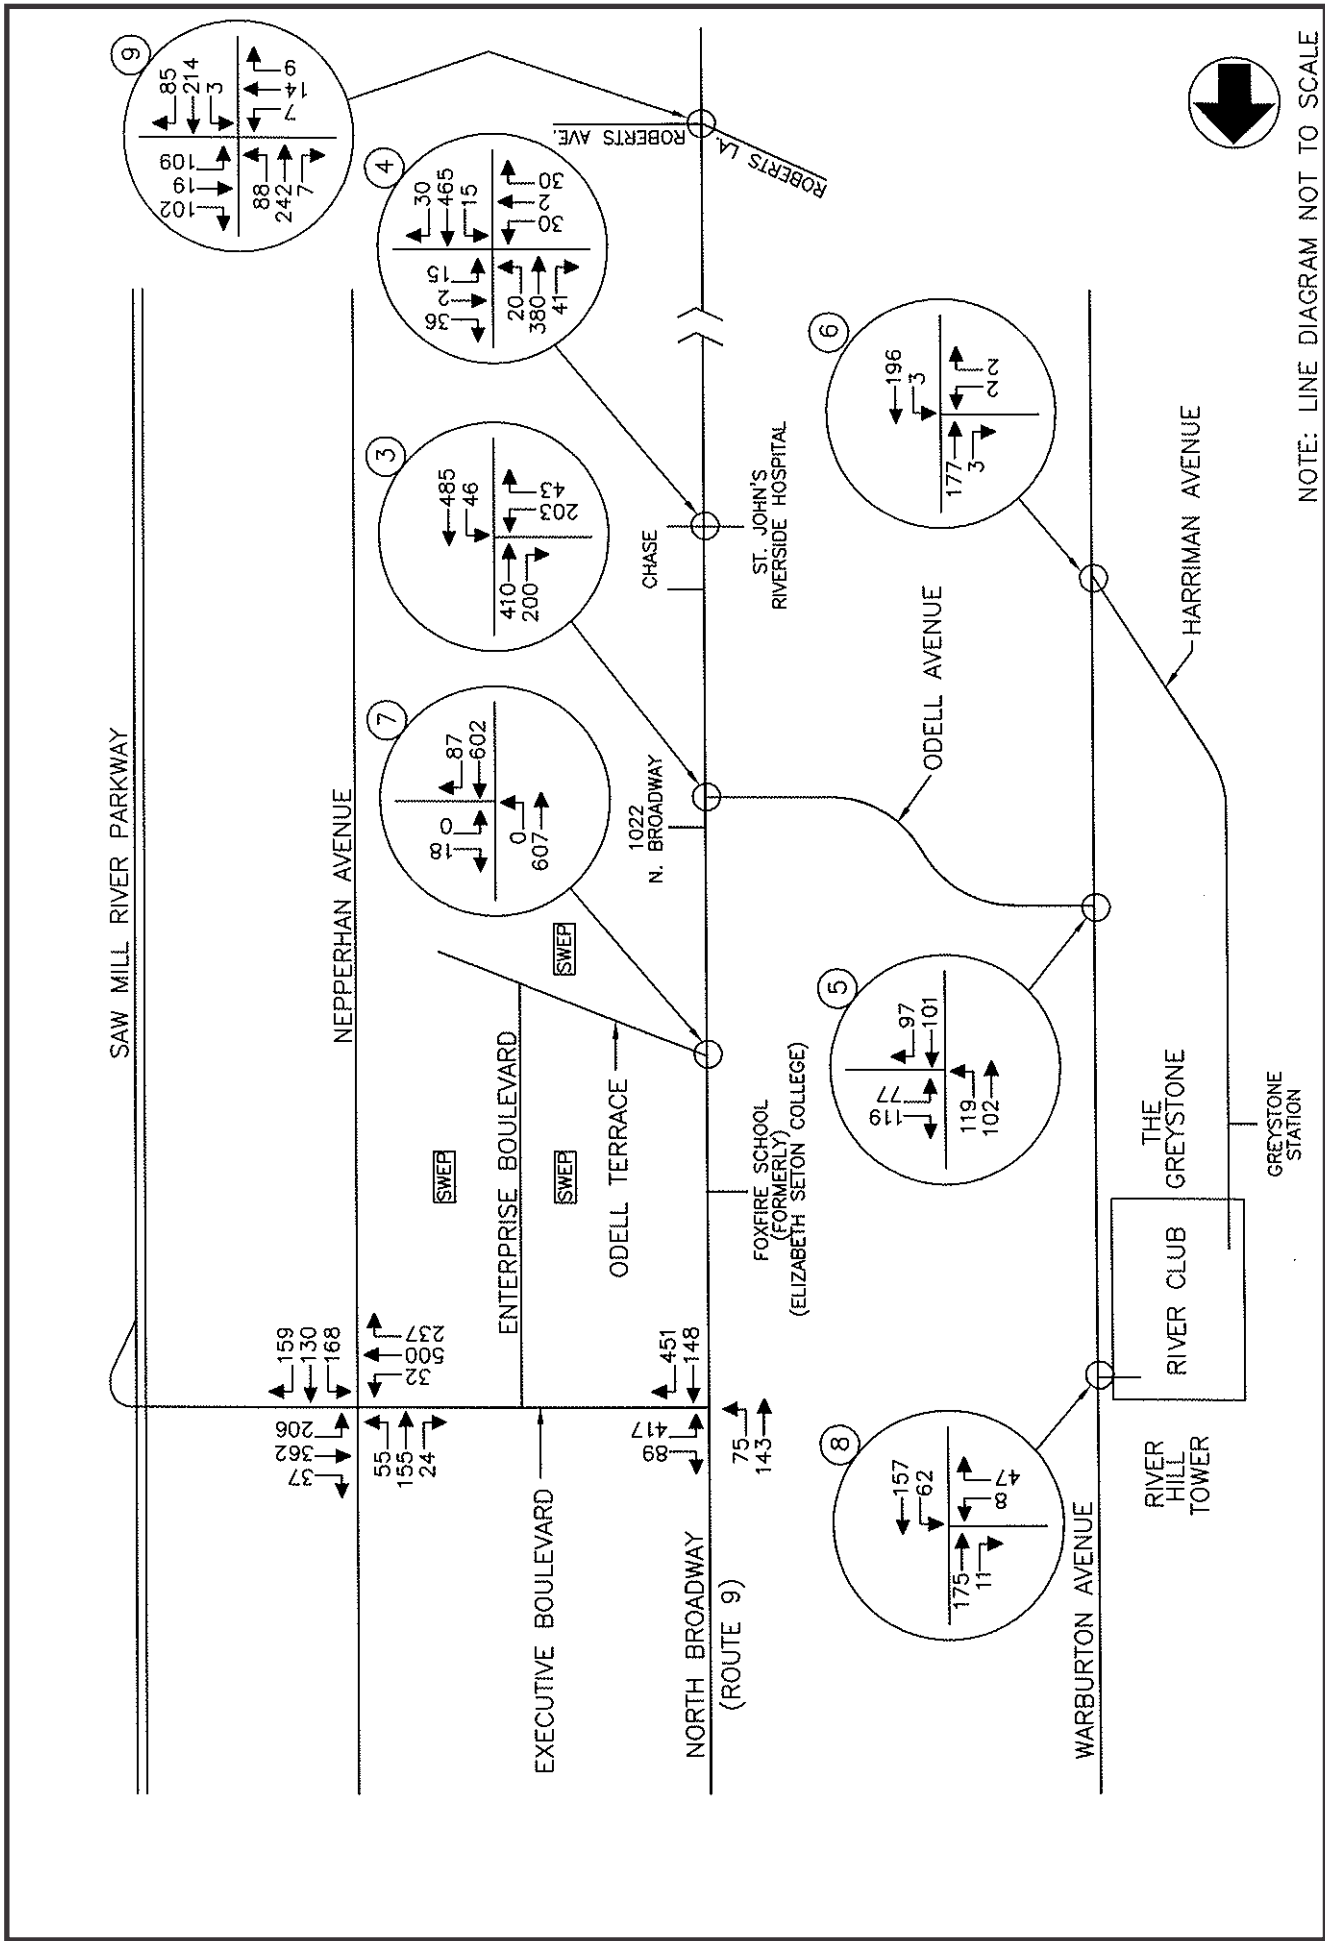 SAW MILL RIVER PARKWAY
9
85
214
3
109
19
102
88
242
7
7
14
9
NEPPERHAN AVENUE
159
130
168
206
362
37
55
155
24
32
500
237
7
87
602
0
18
0
607
3
485
46
410
200
203
43
4
30
465
15
15
2
36
20
380
41
30
2
30
SWEP
SWEP
SWEP
ENTERPRISE BOULEVARD
EXECUTIVE BOULEVARD
ODELL TERRACE
1022
N. BROADWAY
CHASE
ROBERTS AVE.
ROBERTS LA.
451
148
417
89
75
143
NORTH BROADWAY
(ROUTE 9)
FOXFIRE SCHOOL
(FORMERLY)
(ELIZABETH SETON COLLEGE)
ST. JOHN'S
RIVERSIDE HOSPITAL
8
157
62
175
11
8
47
5
97
101
77
119
119
102
ODELL AVENUE
6
196
3
177
3
2
2
WARBURTON AVENUE
RIVER
HILL
TOWER
RIVER CLUB
THE
GREYSTONE
HARRIMAN AVENUE
GREYSTONE
STATION
NOTE: LINE DIAGRAM NOT TO SCALE